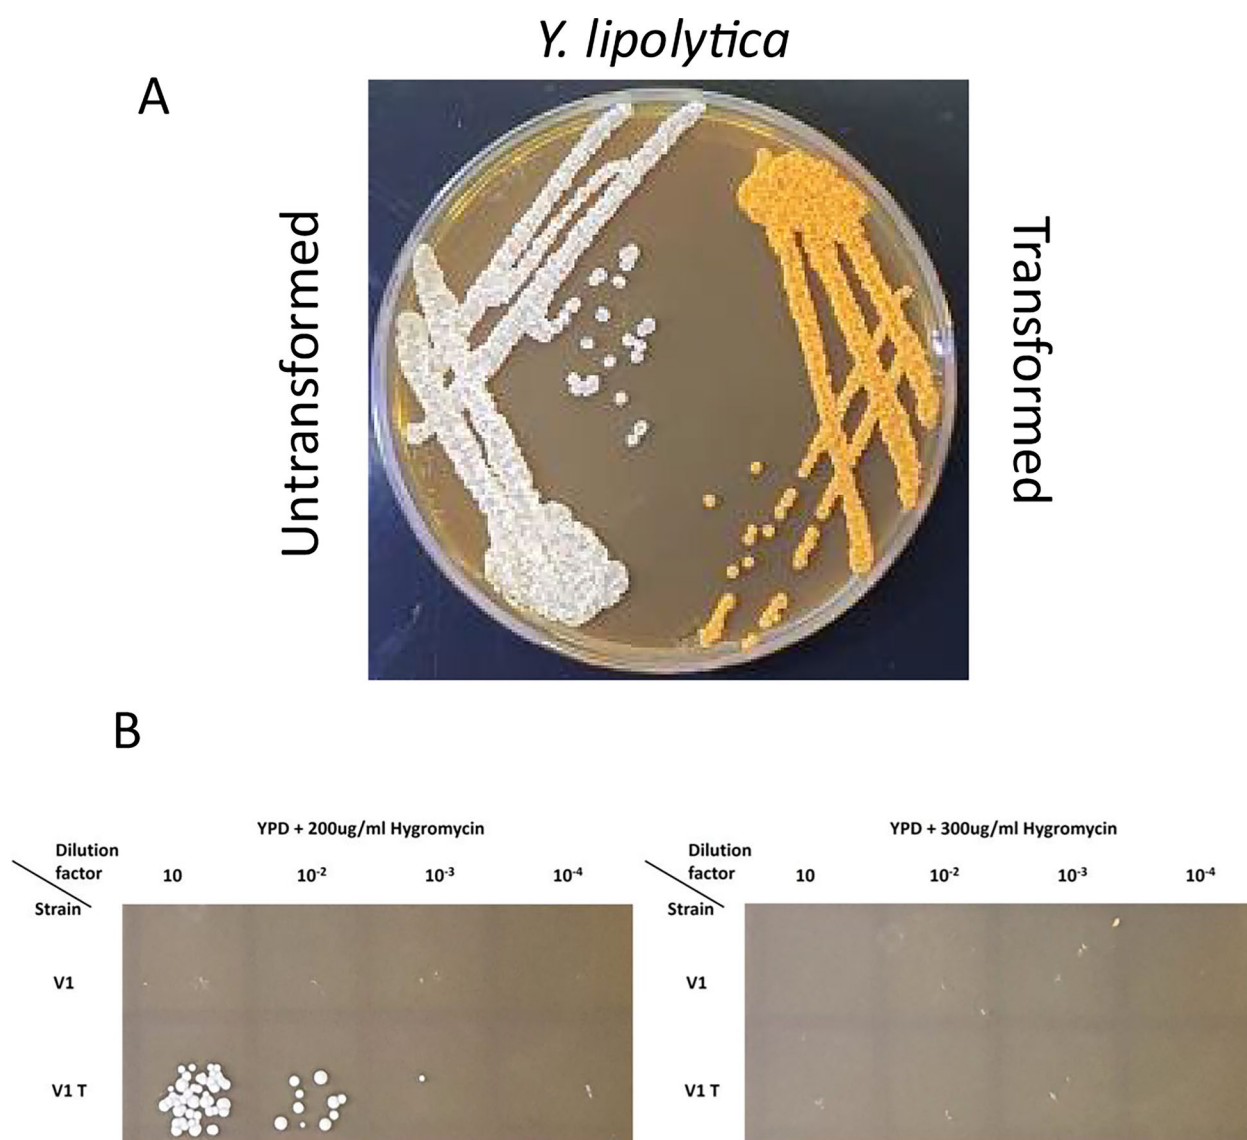 Y. lipolytica
A
Untransformed
Transformed
B
YPD + 200ug/ml Hygromycin
Dilution
factor
10 10-2 10-3 10-4
Strain
V1
V1 T
YPD + 300ug/ml Hygromycin
Dilution
factor
10 10-2 10-3 10-4
Strain
V1
V1 T